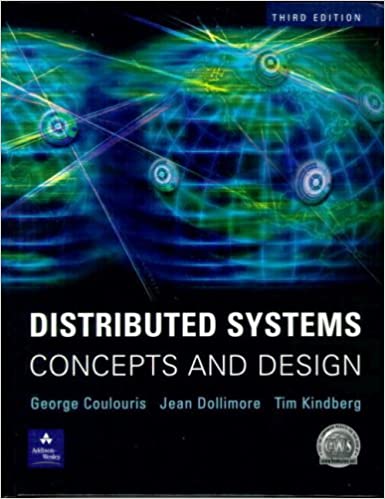 THIRD EDITION
DISTRIBUTED SYSTEMS
CONCEPTS AND DESIGN
George Coulouris Jean Dollimore Tim Kindberg
Addison
Wesley